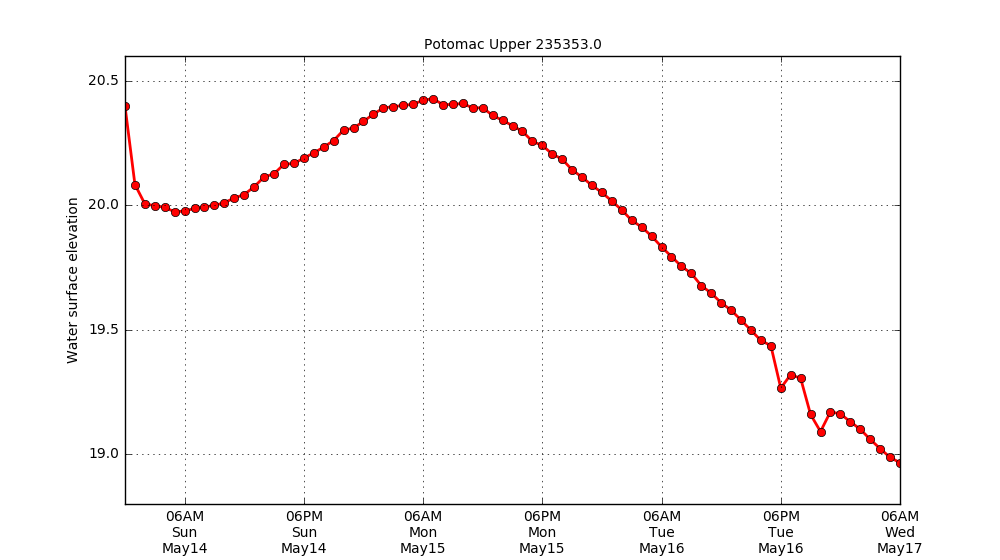 Potomac Upper 235353.0
Water surface elevation
20.5
20.0
19.5
19.0
06AM
Sun
May14
06PM
Sun
May14
06AM
Mon
May15
06PM
Mon
May15
06AM
Tue
May16
06PM
Tue
May16
06AM
Wed
May17